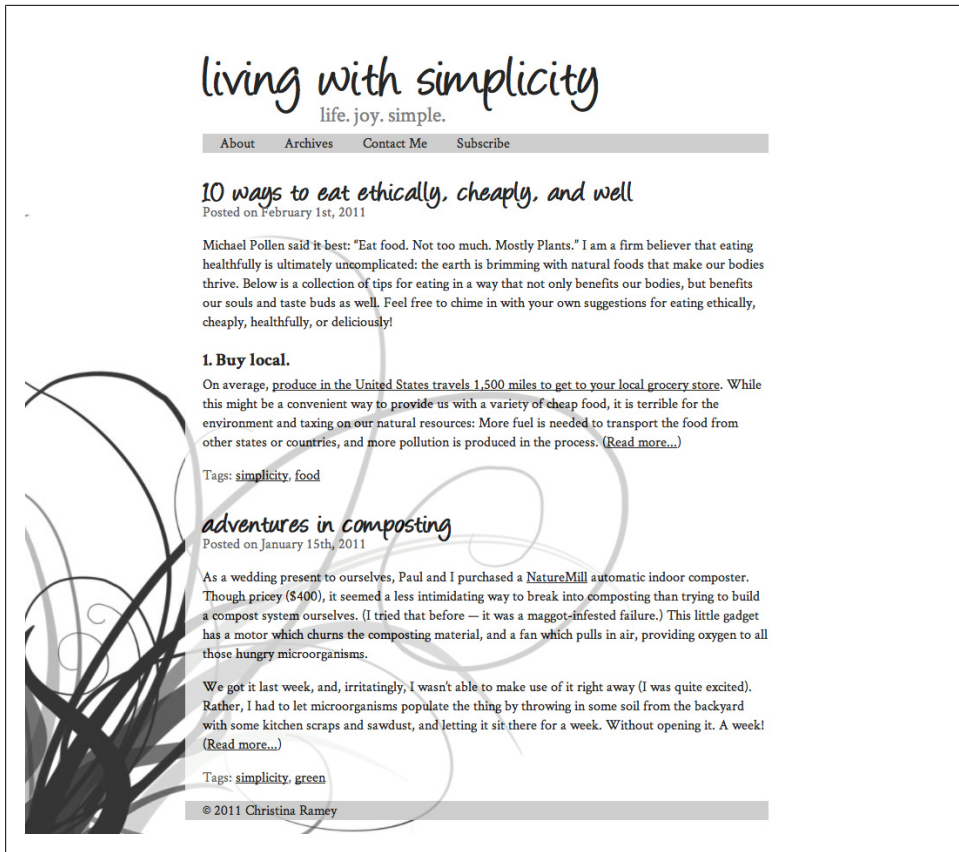 living with simplicity
life. joy. simple.
About Archives Contact Me Subscribe
10 ways to eat ethically, cheaply, and well
Posted on February 1st, 2011
Michael Pollen said it best: “Eat food. Not too much. Mostly Plants.” I am a firm believer that eating
healthfully is ultimately uncomplicated: the earth is brimming with natural foods that make our bodies
thrive. Below is a collection of tips for eating in a way that not only benefits our bodies, but benefits
our souls and taste buds as well. Feel free to chime in with your own suggestions for eating ethically,
cheaply, healthfully, or deliciously!
1. Buy local.
On average, produce in the United States travels 1,500 miles to get to your local grocery store. While
this might be a convenient way to provide us with a variety of cheap food, it is terrible for the
environment and taxing on our natural resources: More fuel is needed to transport the food from
other states or countries, and more pollution is produced in the process. (Read more...)
Tags: simplicity, food
adventures in composting
Posted on January 15th, 2011
As a wedding present to ourselves, Paul and I purchased a NatureMill automatic indoor composter.
Though pricey ($400), it seemed a less intimidating way to break into composting than trying to build
a compost system ourselves. (I tried that before — it was a maggot-infested failure.) This little gadget
has a motor which churns the composting material, and a fan which pulls in air, providing oxygen to all
those hungry microorganisms.
We got it last week, and, irritatingly, I wasn’t able to make use of it right away (I was quite excited).
Rather, I had to let microorganisms populate the thing by throwing in some soil from the backyard
with some kitchen scraps and sawdust, and letting it sit there for a week. Without opening it. A week!
(Read more...)
Tags: simplicity, green
© 2011 Christina Ramey